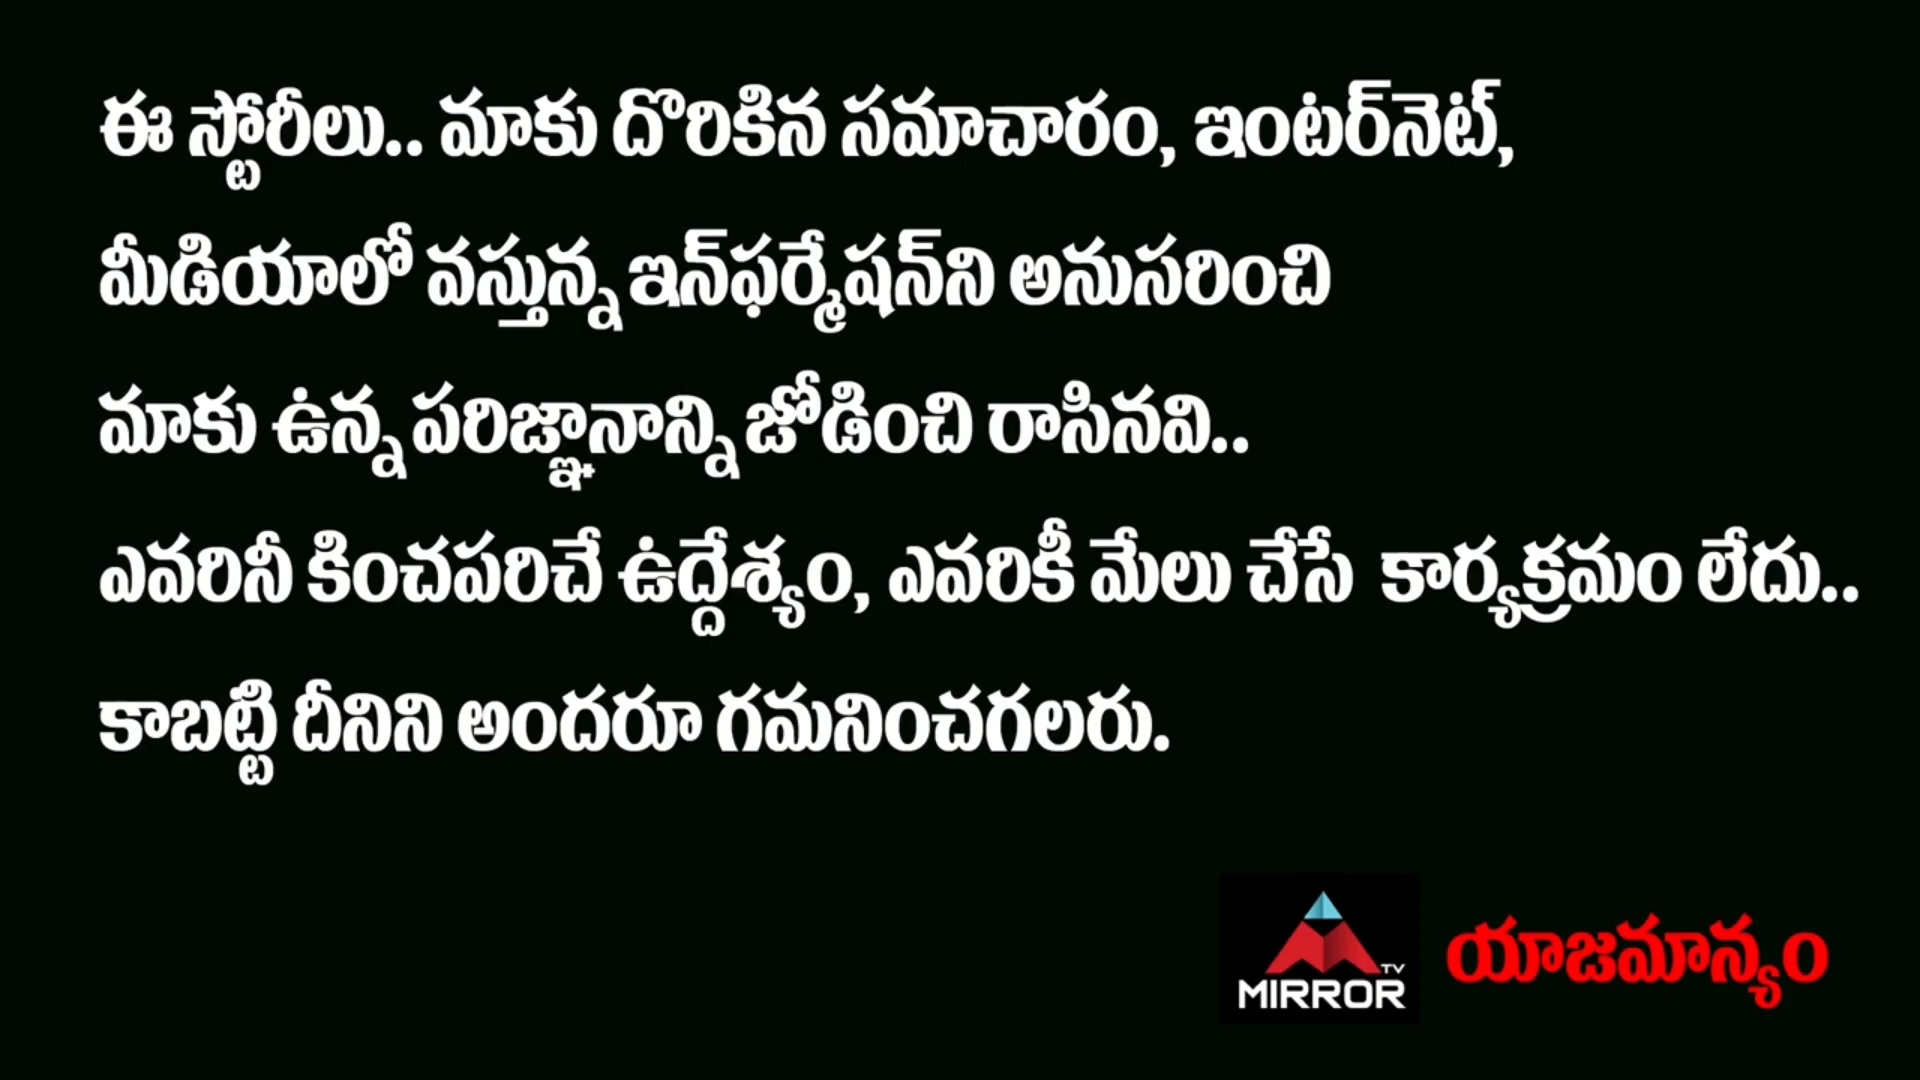 ఈ స్టోరీలు.. మాకు దొరికిన సమాచారం, ఇంటర్‌నెట్,
మీడియాలో వస్తున్న ఇన్‌ఫర్మేషన్‌ని అనుసరించి
మాకు ఉన్న పరిజ్ఞానాన్ని జోడించి రాసినవి..
ఎవరినీ కించపరిచే ఉద్దేశ్యం, ఎవరికీ మేలు చేసే కార్యక్రమం లేదు..
కాబట్టి దీనిని అందరూ గమనించగలరు.
MIRROR TV యాజమాన్యం